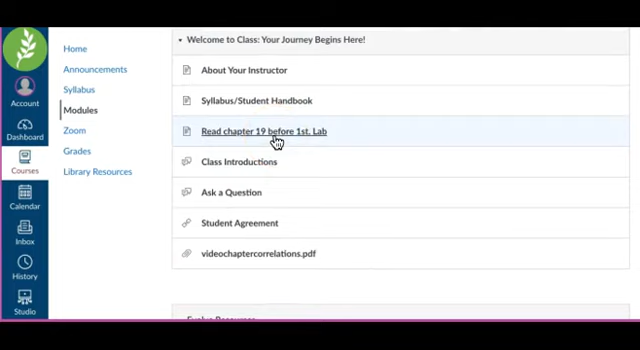 Account
Dashboard
Courses
Calendar
Inbox
History
Studio
Home
Announcements
Syllabus
Modules
Zoom
Grades
Library Resources
Welcome to Class: Your Journey Begins Here!
About Your Instructor
Syllabus/Student Handbook
Read chapter 19 before 1st. Lab
Class Introductions
Ask a Question
Student Agreement
videochaptercorrelations.pdf
Evolve Resources